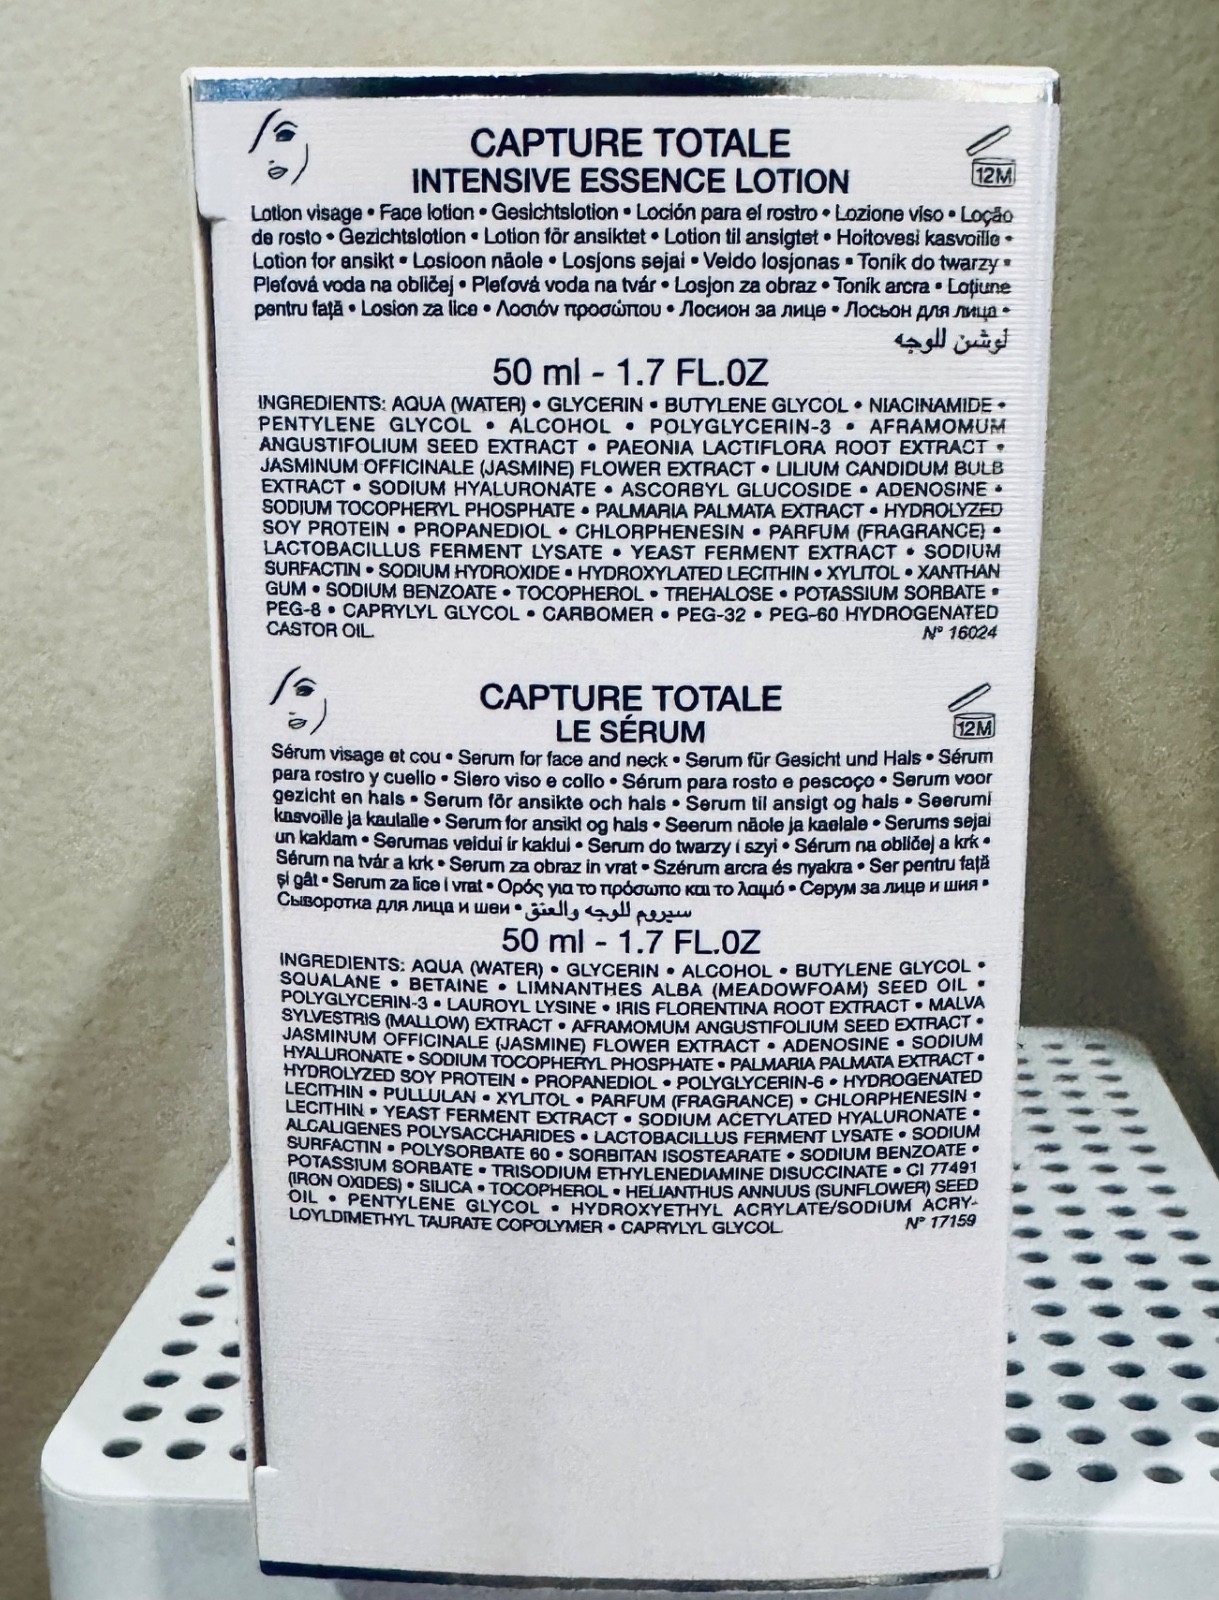 CAPTURE TOTALE
INTENSIVE ESSENCE LOTION
12M
Lotion visage • Face lotion • Gesichtslotion • Loción para el rostro • Lozione viso • Loção
de rosto • Gezichtslotion • Lotion för ansiktet • Lotion til ansigtet • Hoitovesi kasvoille •
Lotion for ansikt • Losioon näole • Losjons sejai • Veido losjonas • Tonik do twarzy •
Pleťová voda na obličej • Pleťová voda na tvár • Losjon za obraz • Tonik arcra • Loțiune
pentru față • Losion za lice • Λοσιόν προσώπου • Лосион за лице • Лосьон для лица •
لوشن للوجه
50 ml - 1.7 FL.OZ
INGREDIENTS: AQUA (WATER) • GLYCERIN • BUTYLENE GLYCOL • NIACINAMIDE •
PENTYLENE GLYCOL • ALCOHOL • POLYGLYCERIN-3 • AFRAMOMUM
ANGUSTIFOLIUM SEED EXTRACT • PAEONIA LACTIFLORA ROOT EXTRACT •
JASMINUM OFFICINALE (JASMINE) FLOWER EXTRACT • LILIUM CANDIDUM BULB
EXTRACT • SODIUM HYALURONATE • ASCORBYL GLUCOSIDE • ADENOSINE •
SODIUM TOCOPHERYL PHOSPHATE • PALMARIA PALMATA EXTRACT • HYDROLYZED
SOY PROTEIN • PROPANEDIOL • CHLORPHENESIN • PARFUM (FRAGRANCE) •
LACTOBACILLUS FERMENT LYSATE • YEAST FERMENT EXTRACT • SODIUM
SURFACTIN • SODIUM HYDROXIDE • HYDROXYLATED LECITHIN • XYLITOL • XANTHAN
GUM • SODIUM BENZOATE • TOCOPHEROL • TREHALOSE • POTASSIUM SORBATE •
PEG-8 • CAPRYLYL GLYCOL • CARBOMER • PEG-32 • PEG-60 HYDROGENATED
CASTOR OIL. N° 16024
CAPTURE TOTALE
LE SÉRUM
12M
Sérum visage et cou • Serum for face and neck • Serum für Gesicht und Hals • Sérum
para rostro y cuello • Siero viso e collo • Sérum para rosto e pescoço • Serum voor
gezicht en hals • Serum för ansikte och hals • Serum til ansigt og hals • Seerumi
kasvoille ja kaulalle • Serum for ansikt og hals • Seerum näole ja kaelale • Serums sejai
un kaklam • Serumas veidui ir kaklui • Serum do twarzy i szyi • Sérum na obličej a krk •
Sérum na tvár a krk • Serum za obraz in vrat • Szérum arcra és nyakra • Ser pentru față
și gât • Serum za lice i vrat • Ορός για το πρόσωπο και το λαιμό • Серум за лице и шия •
Сыворотка для лица и шеи • سيروم للوجه والعنق
50 ml - 1.7 FL.OZ
INGREDIENTS: AQUA (WATER) • GLYCERIN • ALCOHOL • BUTYLENE GLYCOL •
SQUALANE • BETAINE • LIMNANTHES ALBA (MEADOWFOAM) SEED OIL •
POLYGLYCERIN-3 • LAUROYL LYSINE • IRIS FLORENTINA ROOT EXTRACT • MALVA
SYLVESTRIS (MALLOW) EXTRACT • AFRAMOMUM ANGUSTIFOLIUM SEED EXTRACT •
JASMINUM OFFICINALE (JASMINE) FLOWER EXTRACT • ADENOSINE • SODIUM
HYALURONATE • SODIUM TOCOPHERYL PHOSPHATE • PALMARIA PALMATA EXTRACT •
HYDROLYZED SOY PROTEIN • PROPANEDIOL • POLYGLYCERIN-6 • HYDROGENATED
LECITHIN • PULLULAN • XYLITOL • PARFUM (FRAGRANCE) • CHLORPHENESIN •
LECITHIN • YEAST FERMENT EXTRACT • SODIUM ACETYLATED HYALURONATE •
ALCALIGENES POLYSACCHARIDES • LACTOBACILLUS FERMENT LYSATE • SODIUM
SURFACTIN • POLYSORBATE 60 • SORBITAN ISOSTEARATE • SODIUM BENZOATE •
POTASSIUM SORBATE • TRISODIUM ETHYLENEDIAMINE DISUCCINATE • CI 77491
(IRON OXIDES) • SILICA • TOCOPHEROL • HELIANTHUS ANNUUS (SUNFLOWER) SEED
OIL • PENTYLENE GLYCOL • HYDROXYETHYL ACRYLATE/SODIUM ACRY-
LOYLDIMETHYL TAURATE COPOLYMER • CAPRYLYL GLYCOL. N° 17159